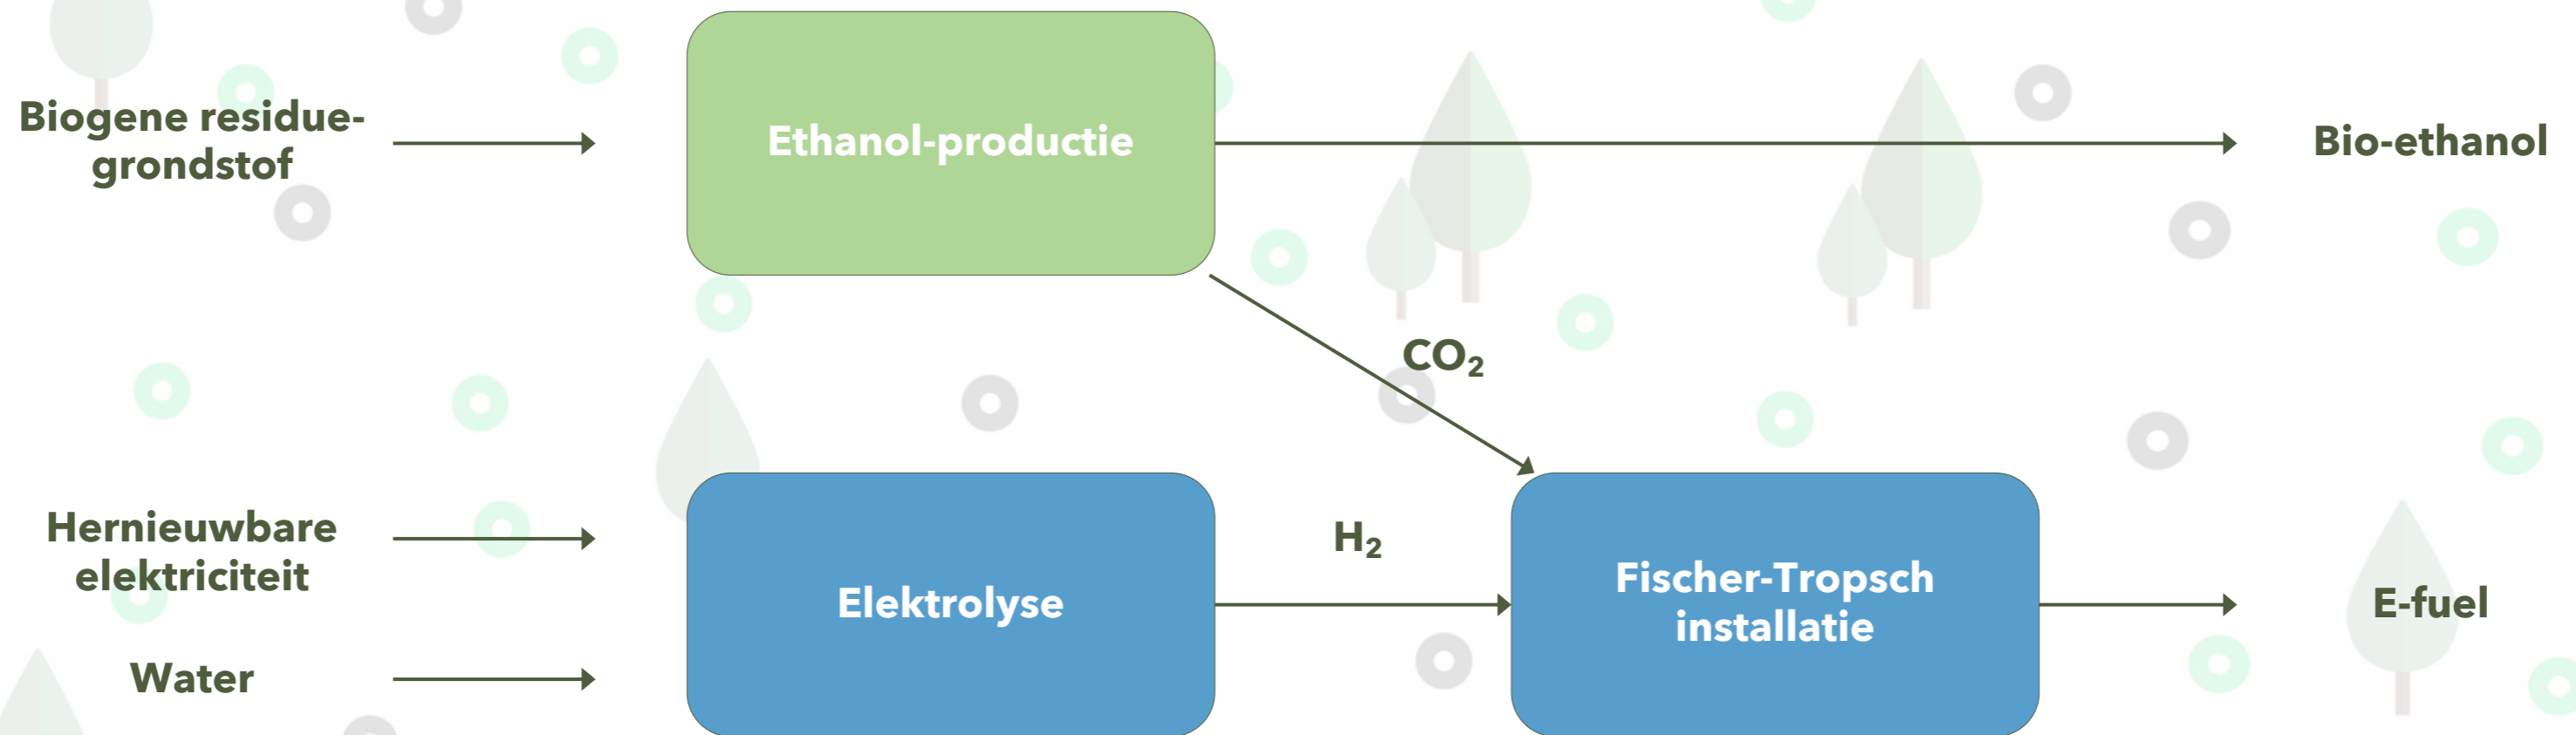 Biogene residue-
grondstof
Ethanol-productie
Bio-ethanol
CO₂
Hernieuwbare
elektriciteit
Water
Elektrolyse
H₂
Fischer-Tropsch
installatie
E-fuel